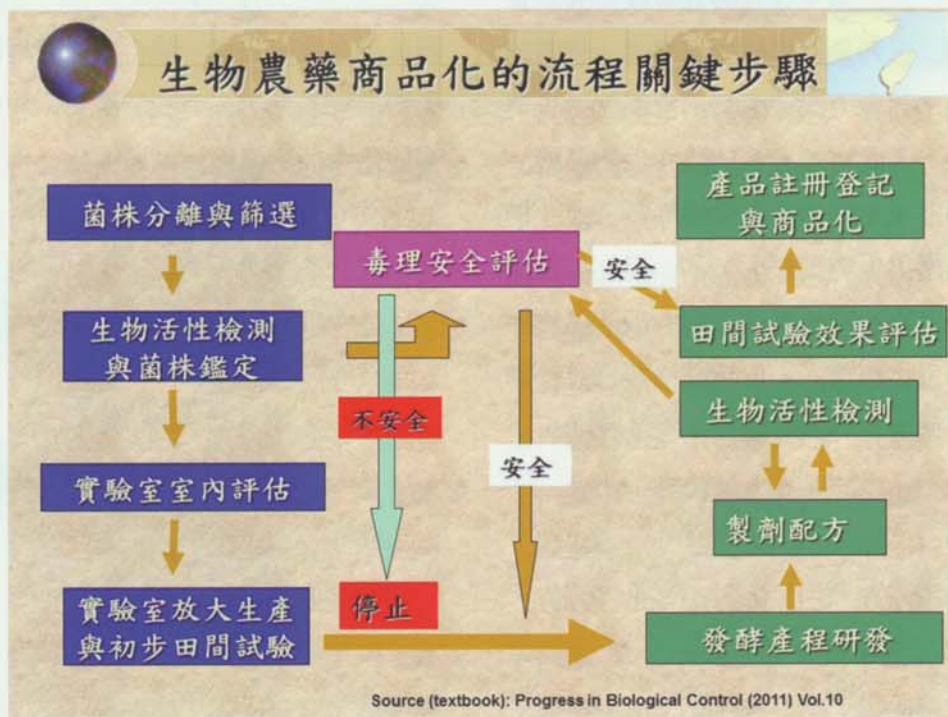 生物農藥商品化的流程關鍵步驟
菌株分離與篩選
生物活性檢測
與菌株鑑定
實驗室室內評估
實驗室放大生產
與初步田間試驗
毒理安全評估
不安全
停止
安全
安全
產品註冊登記
與商品化
田間試驗效果評估
生物活性檢測
製劑配方
發酵產程研發
Source (textbook): Progress in Biological Control (2011) Vol.10